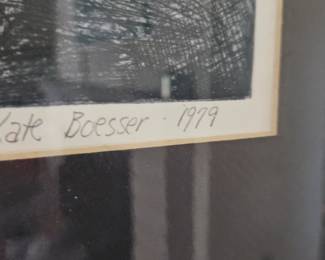 Kate Boesser · 1979